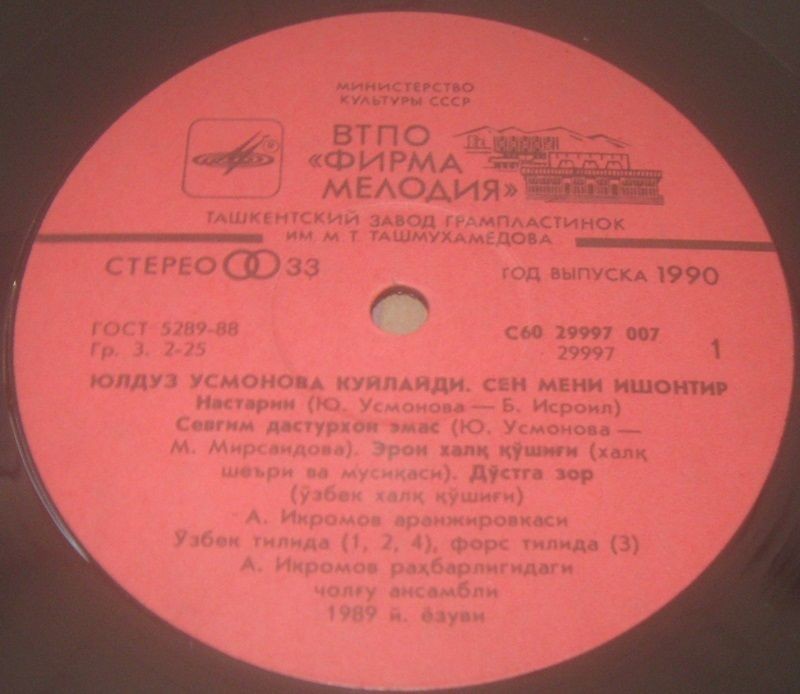 МИНИСТЕРСТВО
КУЛЬТУРЫ СССР
ВТПО
«ФИРМА
МЕЛОДИЯ»
ТАШКЕНТСКИЙ ЗАВОД ГРАМПЛАСТИНОК
ИМ. М. Т. ТАШМУХАМЕДОВА
СТЕРЕО 33
ГОД ВЫПУСКА 1990
ГОСТ 5289-88
Гр. 3. 2-25
С60 29997 007
29997
1
ЮЛДУЗ УСМОНОВА КУЙЛАЙДИ. СЕН МЕНИ ИШОНТИР
Настарин (Ю. Усмонова — Б. Исроил)
Севгим дастурхон эмас (Ю. Усмонова —
М. Мирсаидова). Эрон халқ қўшиғи (халқ
шеъри ва мусиқаси). Дўстга зор
(ўзбек халқ қўшиғи)
А. Икромов аранжировкаси
Ўзбек тилида (1, 2, 4), форс тилида (3)
А. Икромов раҳбарлигидаги
чолғу ансамбли
1989 й. ёзуви